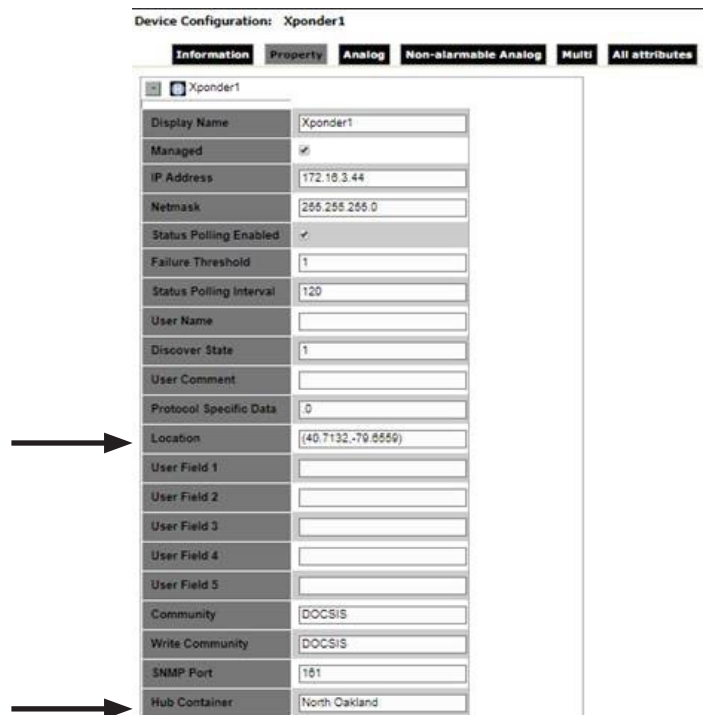 Device Configuration: Xponder1
Information Property Analog Non-alarmable Analog Multi All attributes
Xponder1
Display Name Xponder1
Managed
IP Address 172.16.3.44
Netmask 255.255.255.0
Status Polling Enabled
Failure Threshold 1
Status Polling Interval 120
User Name
Discover State 1
User Comment
Protocol Specific Data .0
Location (40.7132,-79.6559)
User Field 1
User Field 2
User Field 3
User Field 4
User Field 5
Community DOCSIS
Write Community DOCSIS
SNMP Port 161
Hub Container North Oakland